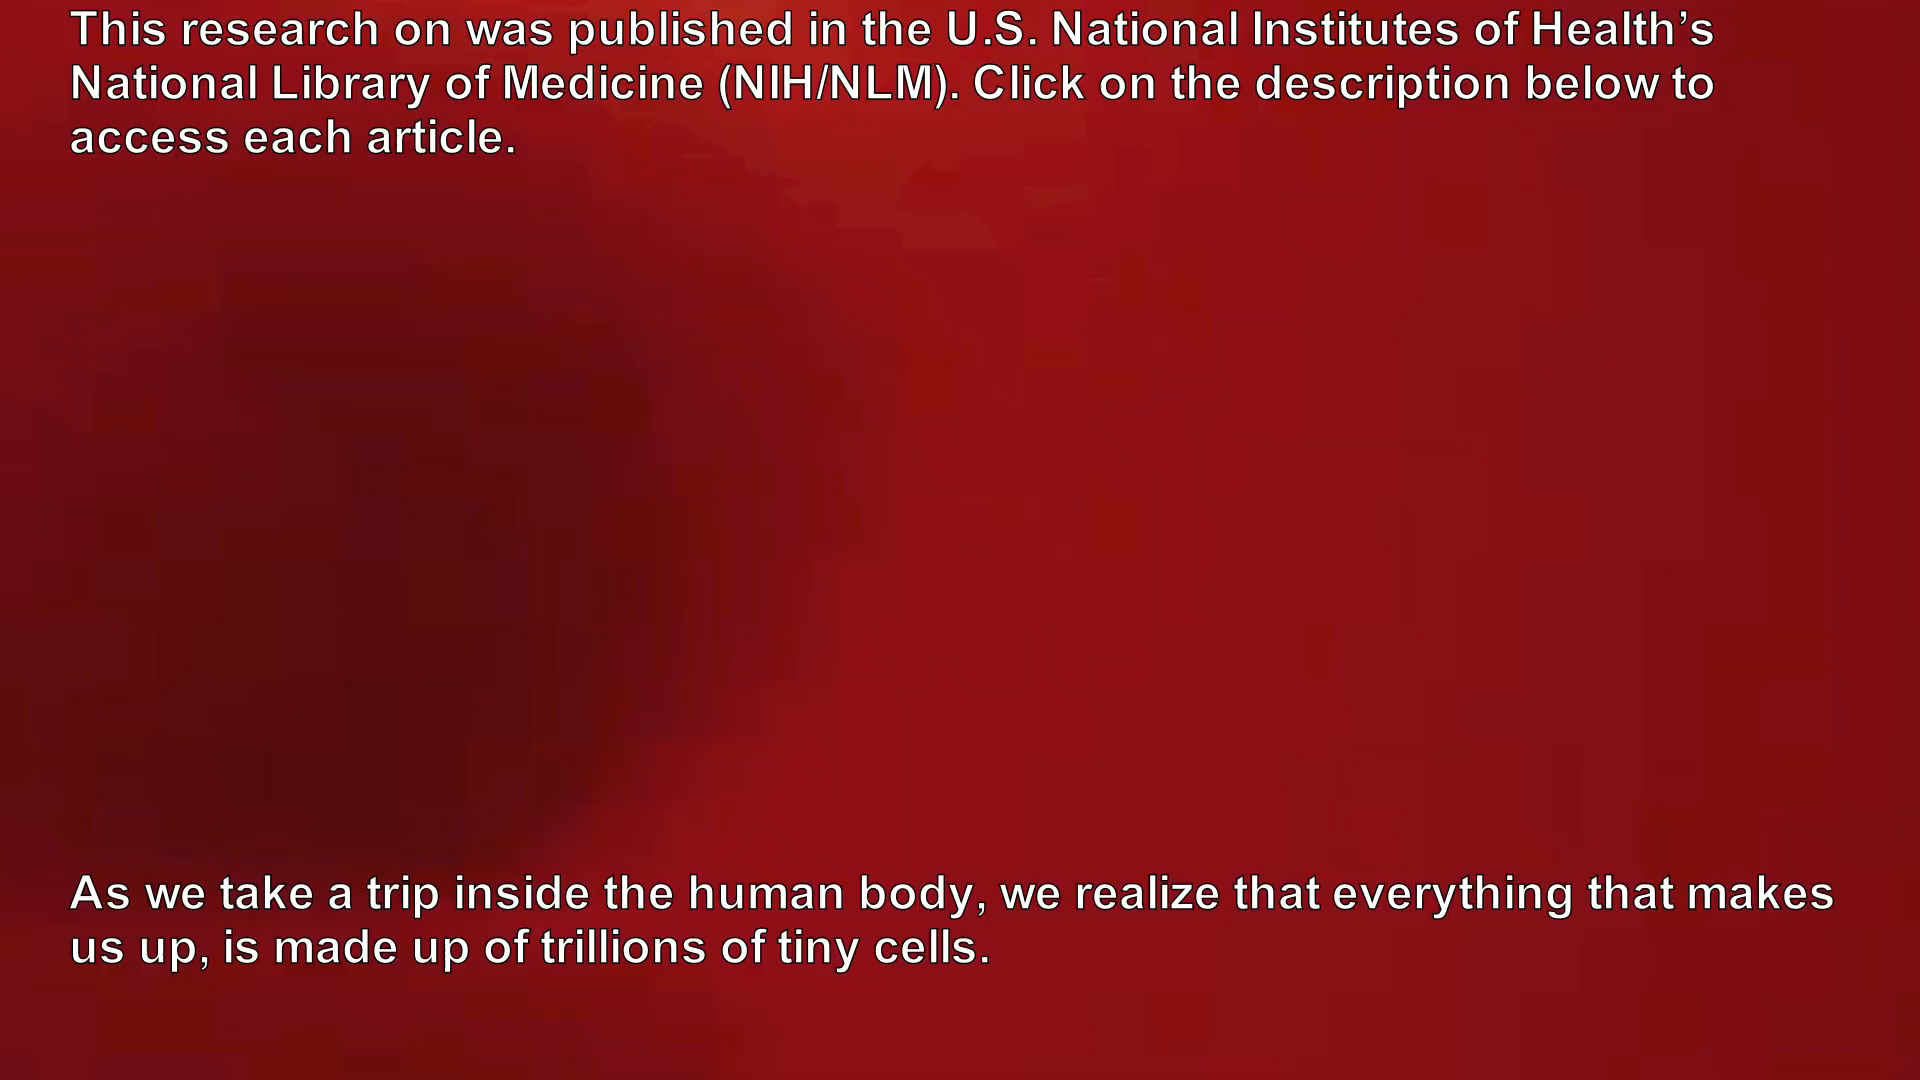 This research on was published in the U.S. National Institutes of Health’s
National Library of Medicine (NIH/NLM). Click on the description below to
access each article.
As we take a trip inside the human body, we realize that everything that makes
us up, is made up of trillions of tiny cells.